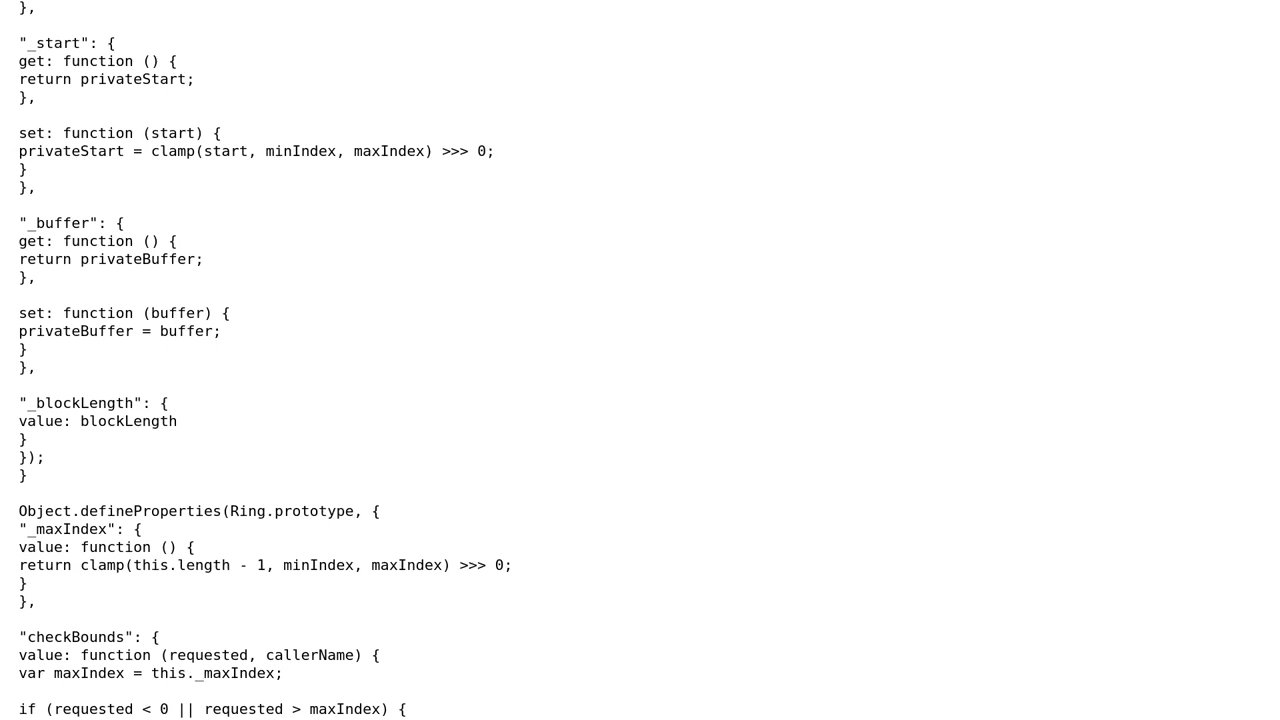 },
"_start": {
get: function () {
return privateStart;
},
set: function (start) {
privateStart = clamp(start, minIndex, maxIndex) >>> 0;
}
},
"_buffer": {
get: function () {
return privateBuffer;
},
set: function (buffer) {
privateBuffer = buffer;
}
},
"_blockLength": {
value: blockLength
}
});
}
Object.defineProperties(Ring.prototype, {
"_maxIndex": {
value: function () {
return clamp(this.length - 1, minIndex, maxIndex) >>> 0;
}
},
"checkBounds": {
value: function (requested, callerName) {
var maxIndex = this._maxIndex;
if (requested < 0 || requested > maxIndex) {